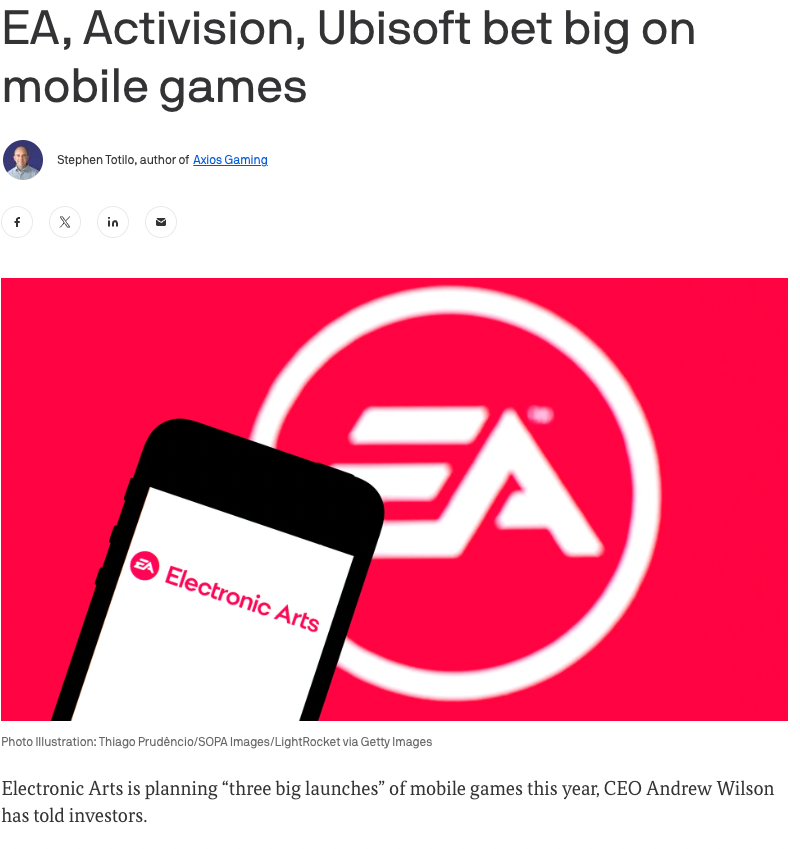 EA, Activision, Ubisoft bet big on
mobile games
Stephen Totilo, author of Axios Gaming
EA
EA Electronic Arts
Photo Illustration: Thiago Prudêncio/SOPA Images/LightRocket via Getty Images
Electronic Arts is planning “three big launches” of mobile games this year, CEO Andrew Wilson
has told investors.